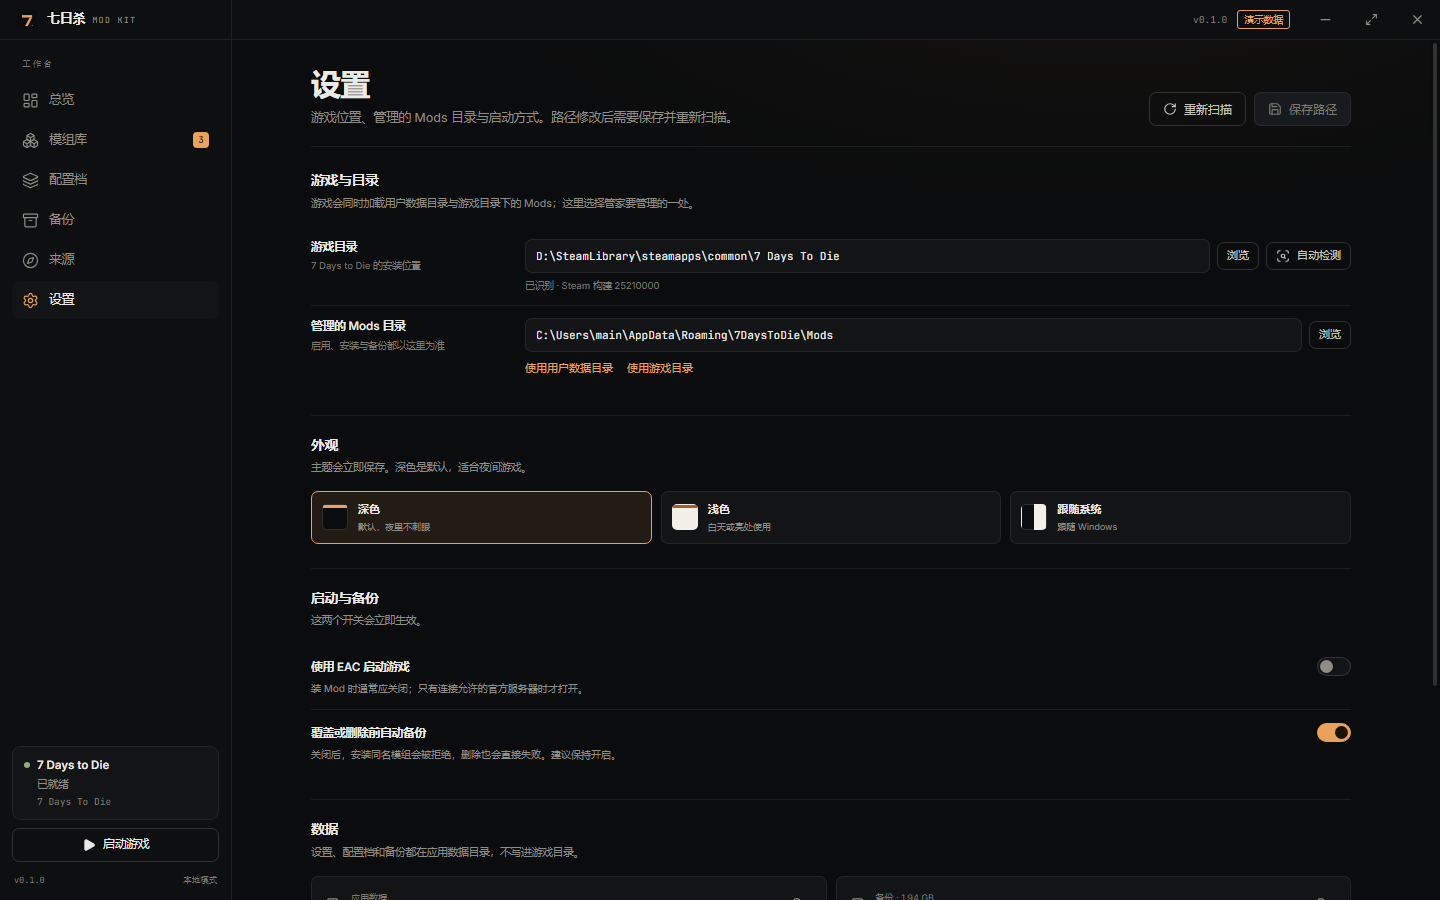 7 七日杀 MOD KIT
v0.1.0 演示数据
工作台
总览
模组库 3
配置档
备份
来源
设置
7 Days to Die
已就绪
7 Days To Die
启动游戏
v0.1.0 本地模式
设置
游戏位置、管理的 Mods 目录与启动方式。路径修改后需要保存并重新扫描。
重新扫描 保存路径
游戏与目录
游戏会同时加载用户数据目录与游戏目录下的 Mods；这里选择管家要管理的一处。
游戏目录
7 Days to Die 的安装位置
D:\SteamLibrary\steamapps\common\7 Days To Die
浏览 自动检测
已识别 · Steam 构建 25210000
管理的 Mods 目录
启用、安装与备份都以这里为准
C:\Users\main\AppData\Roaming\7DaysToDie\Mods
浏览
使用用户数据目录 使用游戏目录
外观
主题会立即保存。深色是默认，适合夜间游戏。
深色
默认，夜里不刺眼
浅色
白天或亮处使用
跟随系统
跟随 Windows
启动与备份
这两个开关会立即生效。
使用 EAC 启动游戏
装 Mod 时通常应关闭；只有连接允许的官方服务器时才打开。
覆盖或删除前自动备份
关闭后，安装同名模组会被拒绝，删除也会直接失败。建议保持开启。
数据
设置、配置档和备份都在应用数据目录，不写进游戏目录。
应用数据
备份 · 1.94 GB